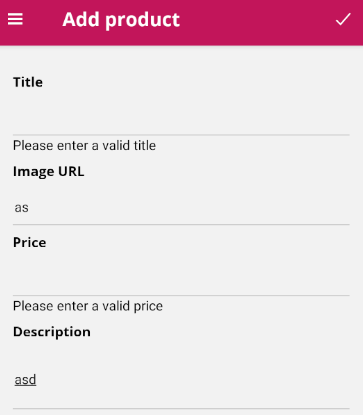 Add product
Title
Please enter a valid title
Image URL
as
Price
Please enter a valid price
Description
asd